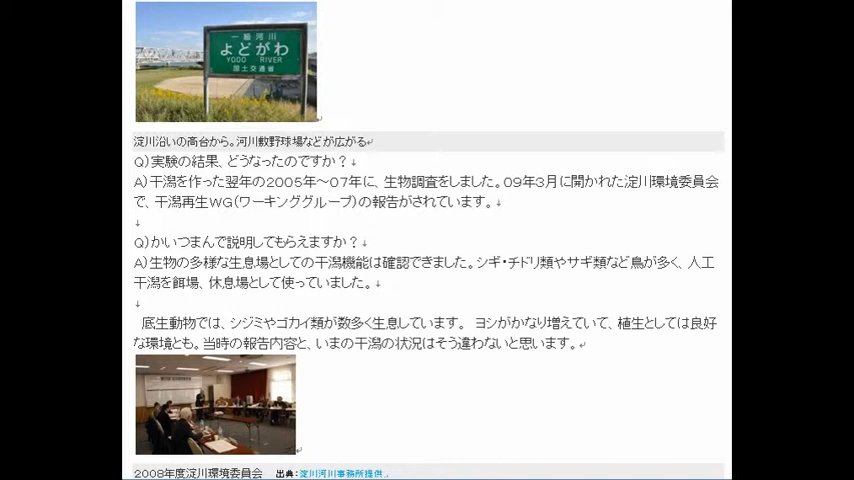 一級河川
よどがわ
YODO RIVER
国土交通省
淀川沿いの高台から。河川敷野球場などが広がる↵
Q)実験の結果、どうなったのですか？↓
A)干潟を作った翌年の2005年～07年に、生物調査をしました。09年3月に開かれた淀川環境委員会
で、干潟再生WG(ワーキンググループ)の報告がされています。↓
↓
Q)かいつまんで説明してもらえますか？↓
A)生物の多様な生息場としての干潟機能は確認できました。シギ・チドリ類やサギ類など鳥が多く、人工
干潟を餌場、休息場として使っていました。↓
↓
底生動物では、シジミやゴカイ類が数多く生息しています。 ヨシがかなり増えていて、植生としては良好
な環境とも。当時の報告内容と、いまの干潟の状況はそう違わないと思います。↵
2008年度淀川環境委員会 出典：淀川河川事務所提供↵